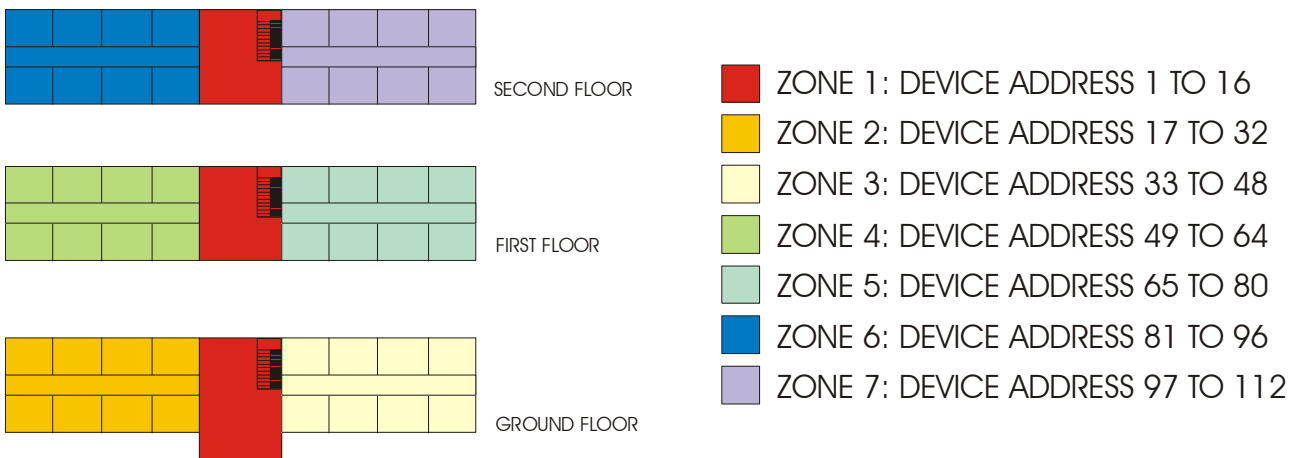 SECOND FLOOR
FIRST FLOOR
GROUND FLOOR
ZONE 1: DEVICE ADDRESS 1 TO 16
ZONE 2: DEVICE ADDRESS 17 TO 32
ZONE 3: DEVICE ADDRESS 33 TO 48
ZONE 4: DEVICE ADDRESS 49 TO 64
ZONE 5: DEVICE ADDRESS 65 TO 80
ZONE 6: DEVICE ADDRESS 81 TO 96
ZONE 7: DEVICE ADDRESS 97 TO 112